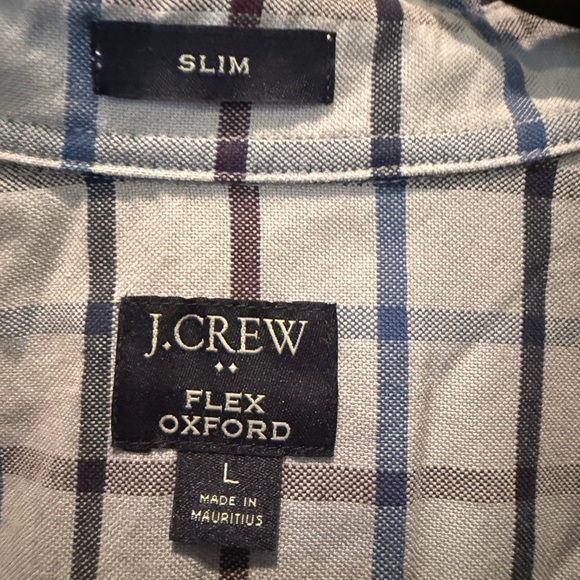 SLIM
J.CREW
FLEX
OXFORD
L
MADE IN
MAURITIUS